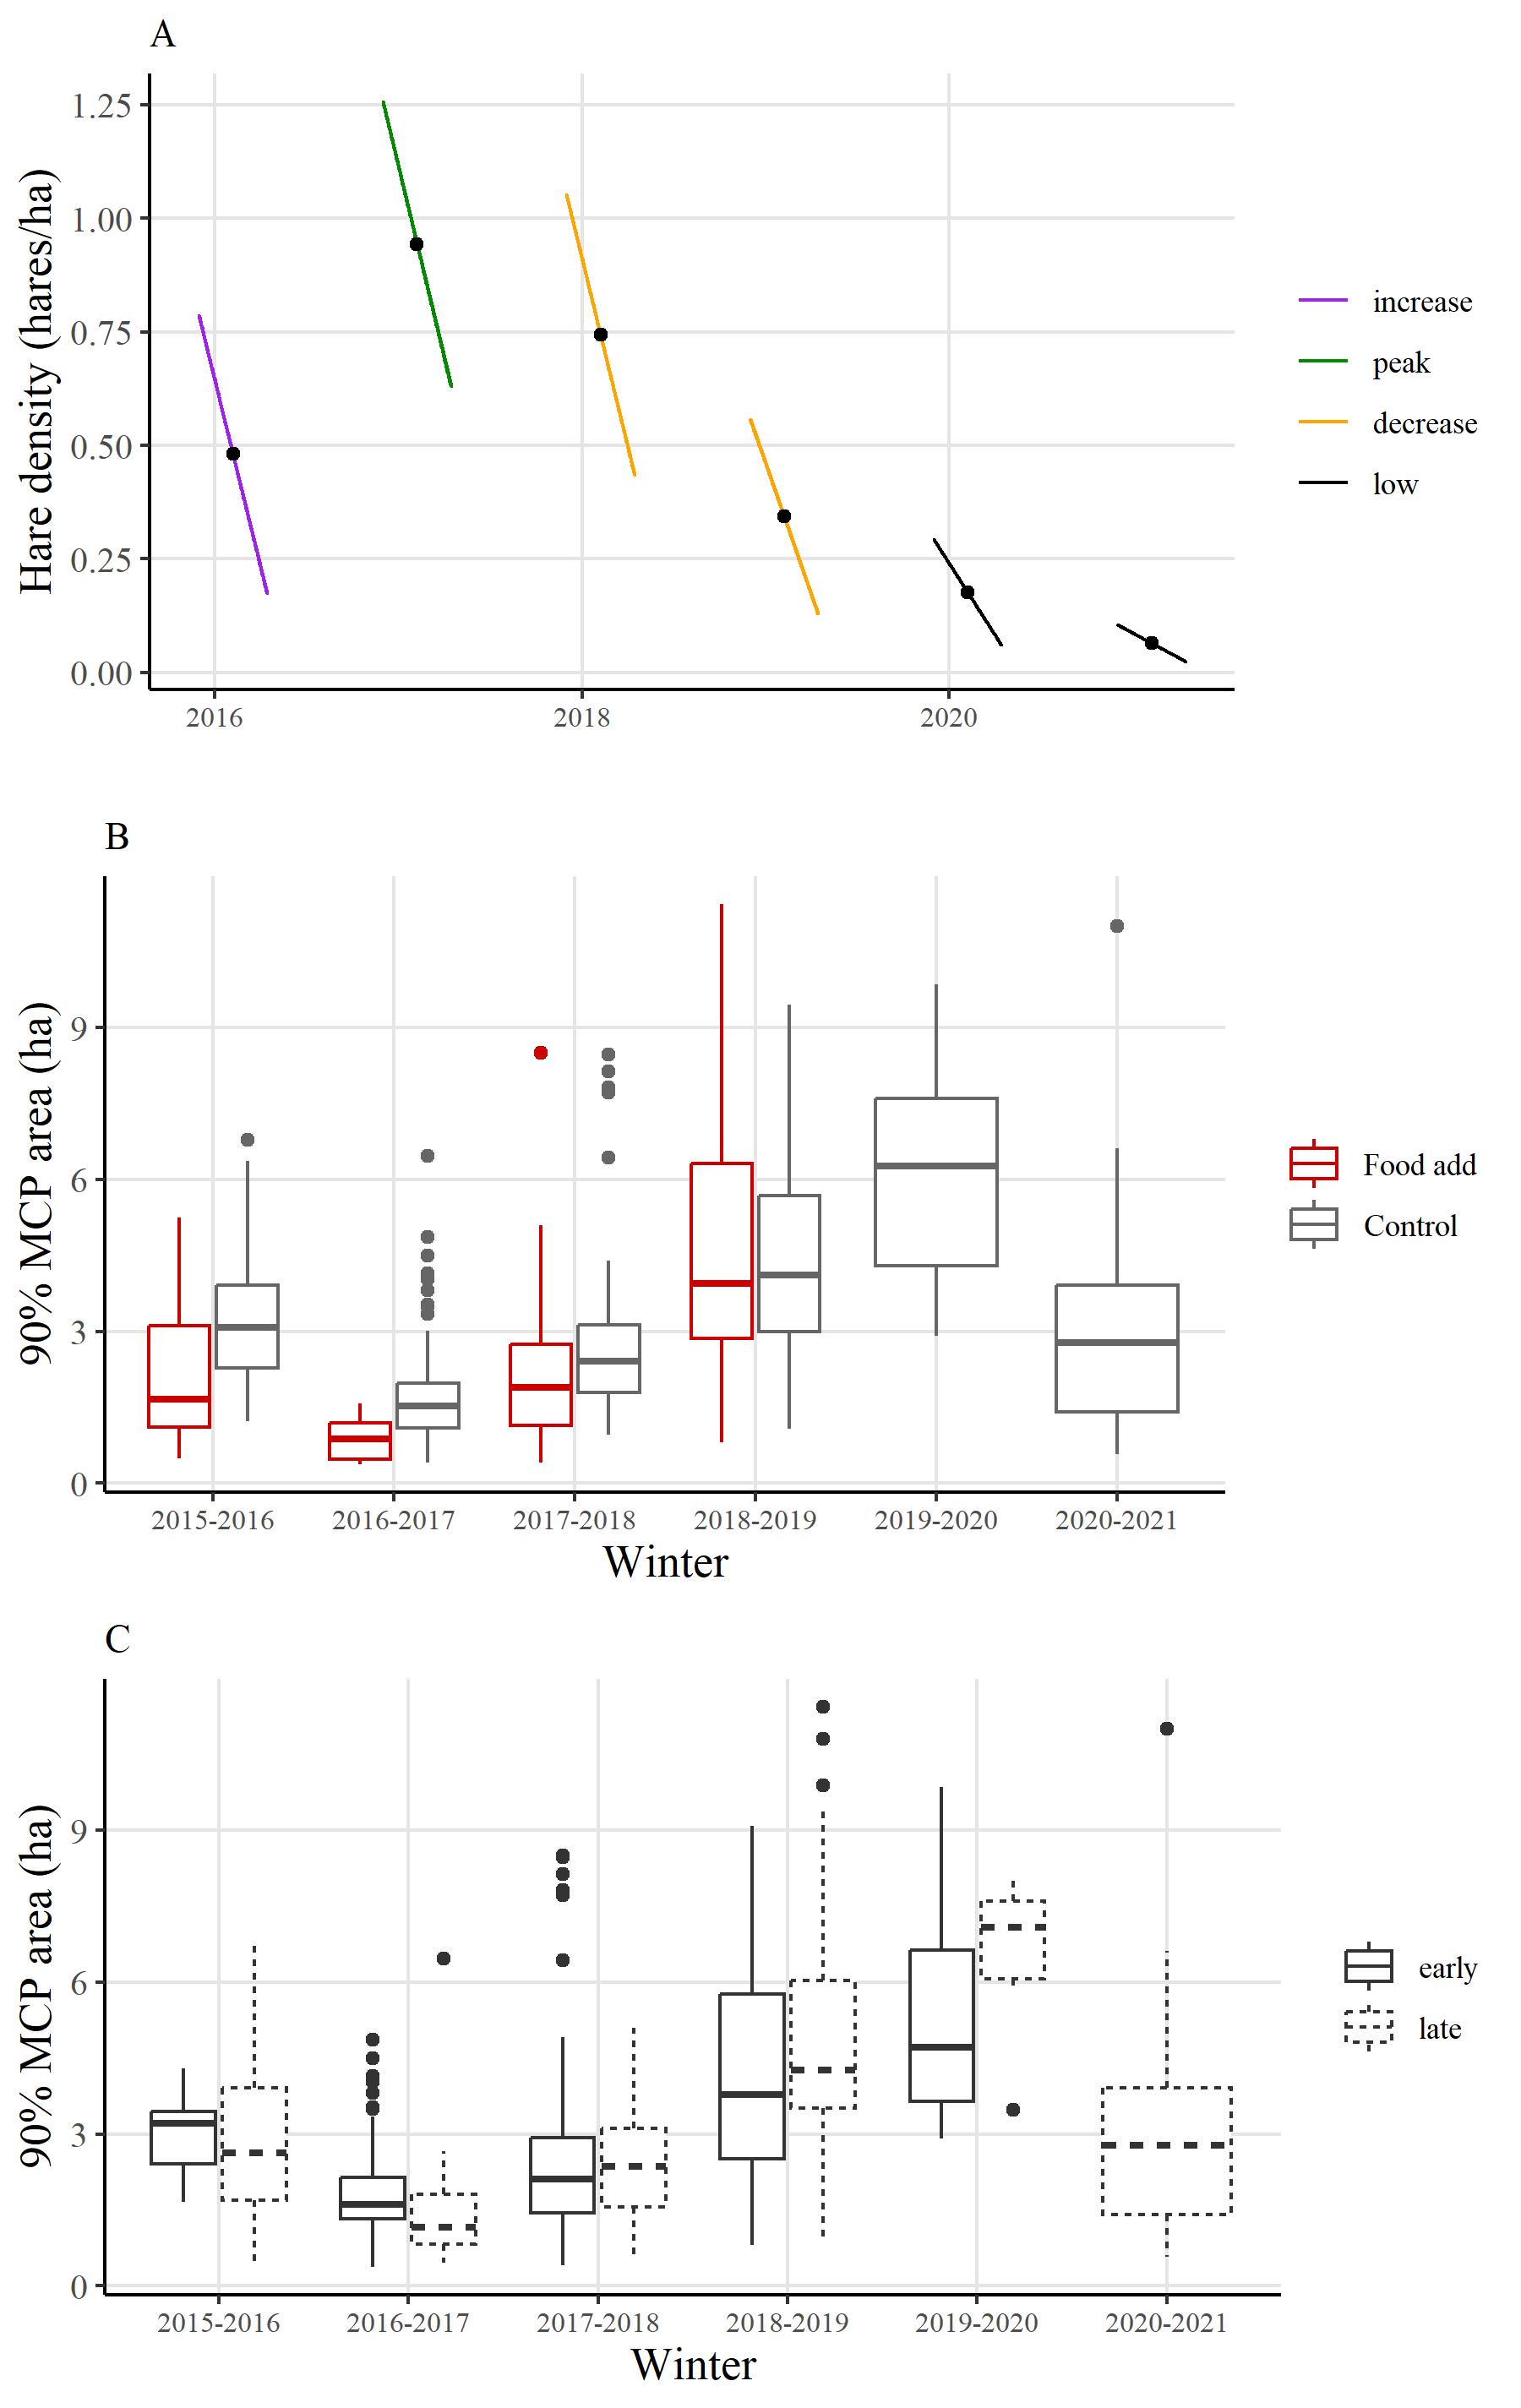 A
Hare density (hares/ha)
1.25
1.00
0.75
0.50
0.25
0.00
2016 2018 2020
increase
peak
decrease
low
B
90% MCP area (ha)
9
6
3
0
2015-2016 2016-2017 2017-2018 2018-2019 2019-2020 2020-2021
Winter
Food add
Control
C
90% MCP area (ha)
9
6
3
0
2015-2016 2016-2017 2017-2018 2018-2019 2019-2020 2020-2021
Winter
early
late